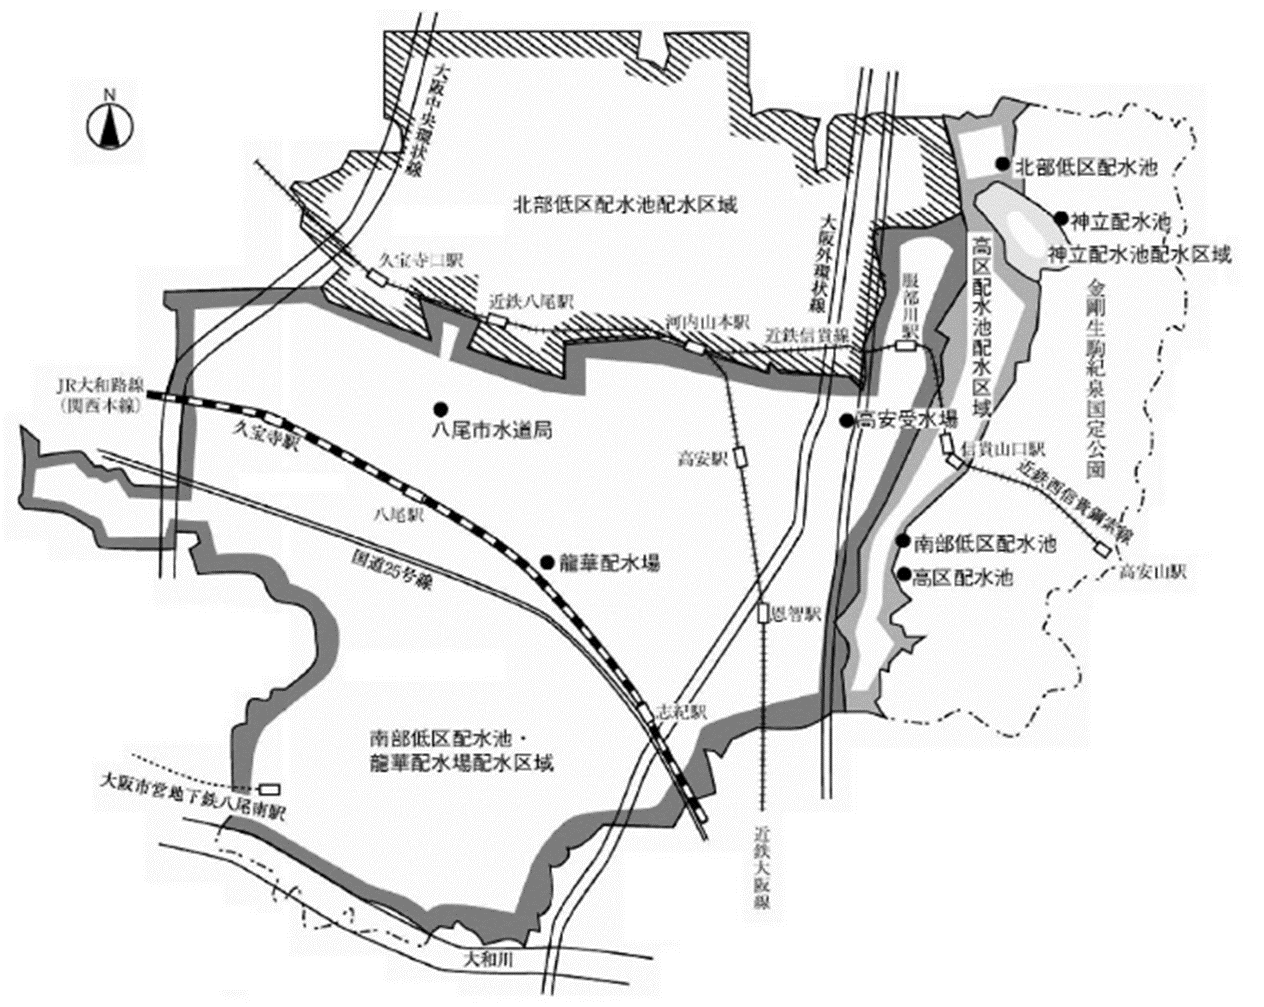 N
大阪中央環状線
北部低区配水池
北部低区配水池配水区域
神立配水池
神立配水池配水区域
大阪外環状線
高区配水池配水区域
久宝寺口駅
服部川駅
金剛生駒紀泉国定公園
近鉄八尾駅
河内山本駅
近鉄信貴線
JR大和路線
(関西本線)
久宝寺駅
八尾市水道局
高安受水場
信貴山口駅
高安駅
近鉄西信貴鋼索線
八尾駅
国道25号線
龍華配水場
南部低区配水池
高区配水池
高安山駅
恩智駅
志紀駅
南部低区配水池・
龍華配水場配水区域
大阪市営地下鉄八尾南駅
近鉄大阪線
大和川